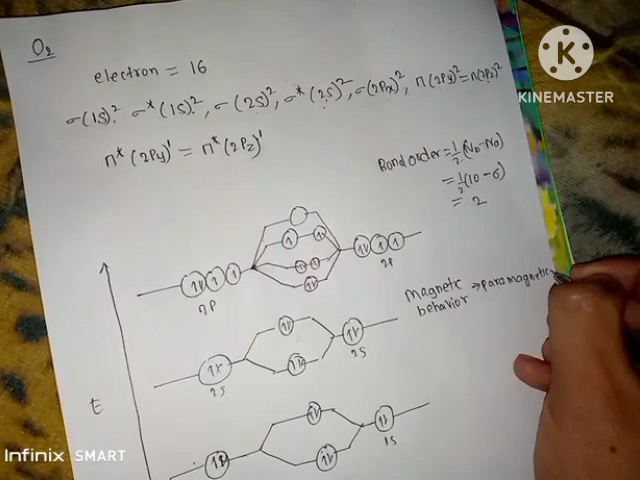 O₂
electron = 16
σ(1S)², σ*(1S)², σ(2S)², σ*(2S)², σ(2Px)², π(2Py)² = π(2Pz)²
π*(2Py)¹ = π*(2Pz)¹
Bond order = 1/2 (Nb-Na)
= 1/2 (10-6)
= 2
2P
2P
Magnetic → paramagnetic
behavior
2S
2S
E
1S
K
KINEMASTER
Infinix SMART